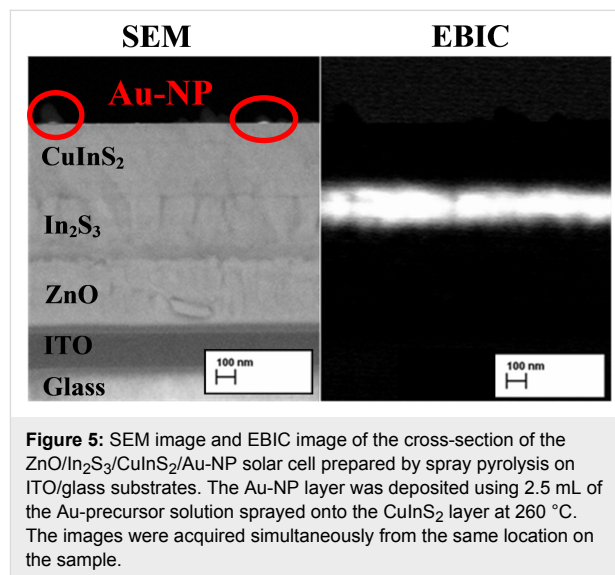 SEM
EBIC
Au-NP
CuInS₂
In₂S₃
ZnO
ITO
Glass
100 nm
100 nm
Figure 5: SEM image and EBIC image of the cross-section of the
ZnO/In₂S₃/CuInS₂/Au-NP solar cell prepared by spray pyrolysis on
ITO/glass substrates. The Au-NP layer was deposited using 2.5 mL of
the Au-precursor solution sprayed onto the CuInS₂ layer at 260 °C.
The images were acquired simultaneously from the same location on
the sample.